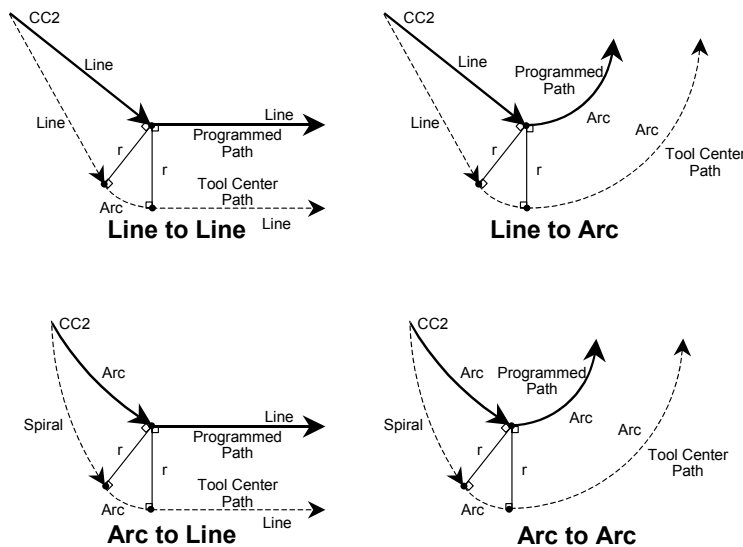 CC2
Line
Line
Line
Programmed
Path
r
r
Tool Center
Path
Arc
Line
Line to Line
CC2
Line
Line
Programmed
Path
Arc
Arc
r
r
Tool Center
Path
Arc
Line to Arc
CC2
Arc
Spiral
Line
Programmed
Path
r
r
Tool Center
Path
Arc
Line
Arc to Line
CC2
Arc
Spiral
Programmed
Path
Arc
Arc
r
r
Tool Center
Path
Arc
Arc to Arc